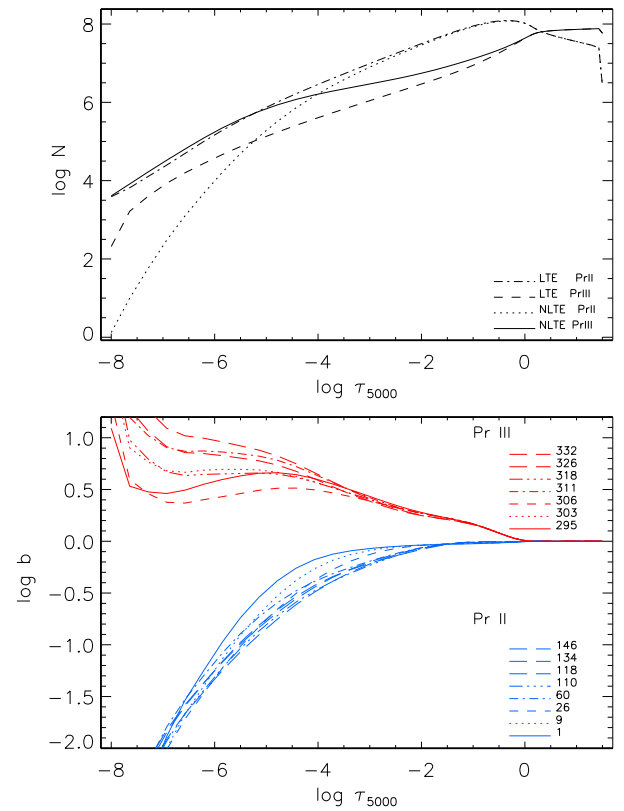 8
6
4
2
0
log N
LTE PrII
LTE PrIII
NLTE PrII
NLTE PrIII
-8 -6 -4 -2 0
log τ5000
1.0
0.5
0.0
-0.5
-1.0
-1.5
-2.0
log b
Pr III
332
326
318
311
306
303
295
Pr II
146
134
118
110
60
26
9
1
-8 -6 -4 -2 0
log τ5000